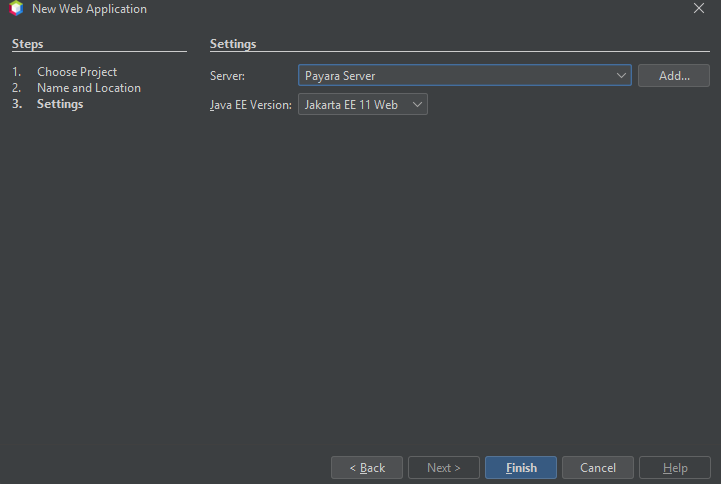 New Web Application
Steps
1. Choose Project
2. Name and Location
3. Settings
Settings
Server: Payara Server Add...
Java EE Version: Jakarta EE 11 Web
< Back Next > Finish Cancel Help